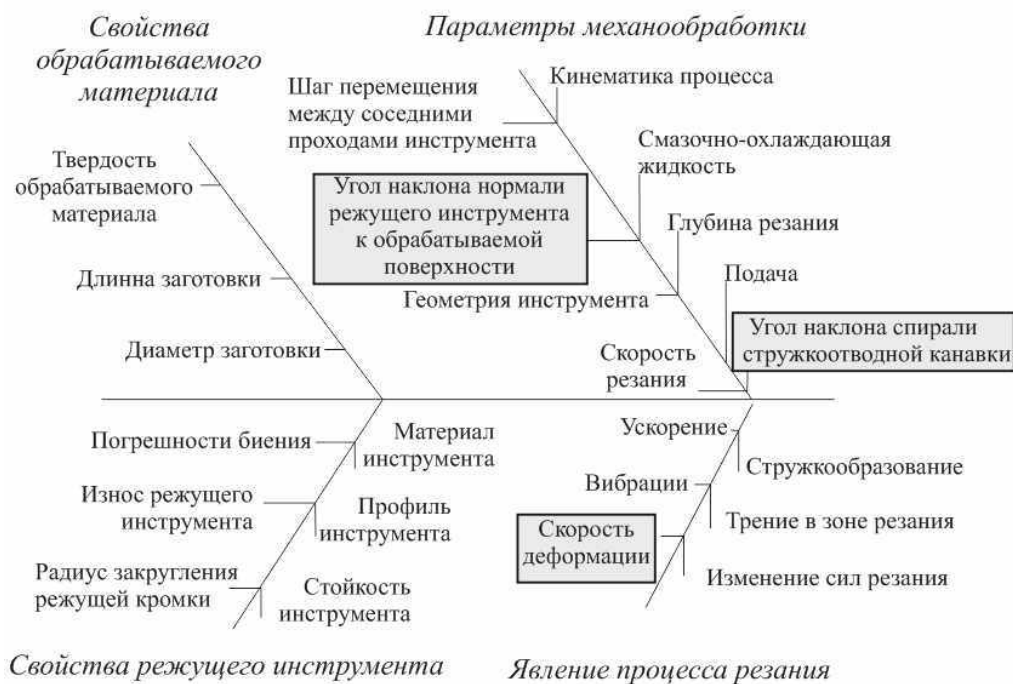 Свойства
обрабатываемого
материала
Параметры механообработки
Шаг перемещения
между соседними
проходами инструмента
Кинематика процесса
Смазочно-охлаждающая
жидкость
Твердость
обрабатываемого
материала
Угол наклона нормали
режущего инструмента
к обрабатываемой
поверхности
Глубина резания
Длинна заготовки
Геометрия инструмента
Подача
Угол наклона спирали
стружкоотводной канавки
Диаметр заготовки
Скорость
резания
Погрешности биения
Материал
инструмента
Ускорение
Стружкообразование
Износ режущего
инструмента
Профиль
инструмента
Вибрации
Трение в зоне резания
Скорость
деформации
Радиус закругления
режущей кромки
Стойкость
инструмента
Изменение сил резания
Свойства режущего инструмента
Явление процесса резания